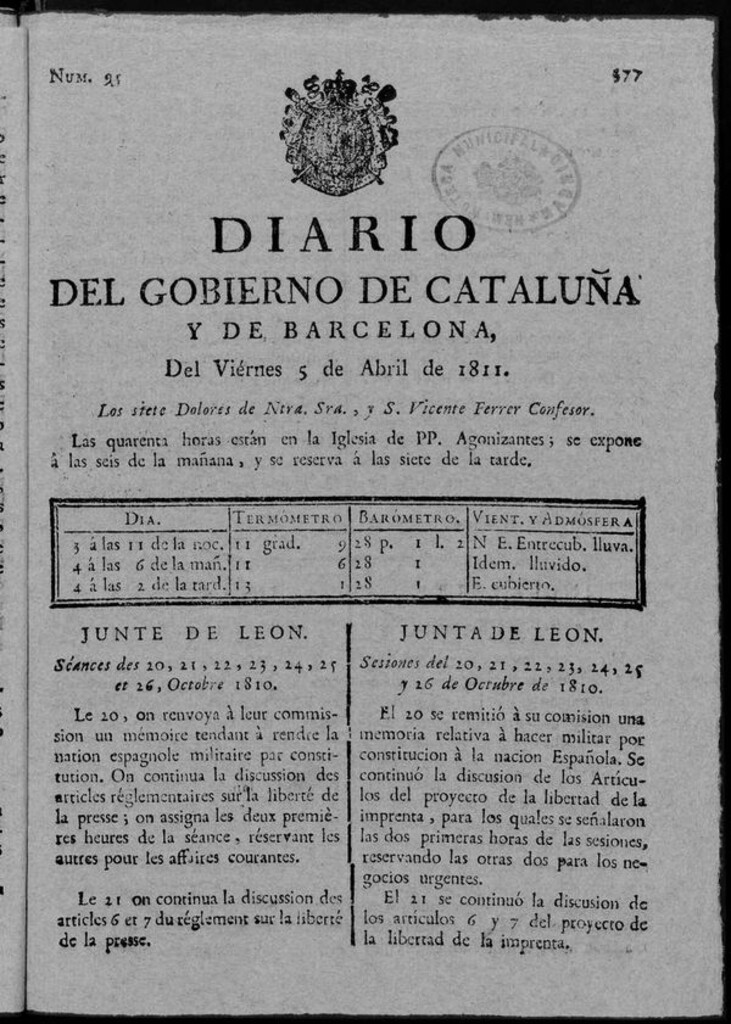 NUM. 95
377
DIARIO
DEL GOBIERNO DE CATALUÑA
Y DE BARCELONA,
Del Viérnes 5 de Abril de 1811.
Los siete Dolores de Ntra. Sra., y S. Vicente Ferrer Confesor.
Las quarenta horas están en la Iglesia de PP. Agonizantes; se expone
á las seis de la mañana, y se reserva á las siete de la tarde.
DIA. TERMÓMETRO BARÓMETRO. VIENT. Y ADMÓSFERA
3 á las 11 de la noc. 11 grad. 9 28 p. 1 l. 2 N E. Entrecub. lluva.
4 á las 6 de la mañ. 11 6 28 1 Idem. lluvido.
4 á las 2 de la tard. 13 1 28 1 E. cubierto.
JUNTE DE LEON.
Séances des 20, 21, 22, 23, 24, 25
et 26, Octobre 1810.
Le 20, on renvoya à leur commis-
sion un mémoire tendant à rendre la
nation espagnole militaire par consti-
tution. On continua la discussion des
articles réglementaires sur la liberté de
la presse; on assigna les deux premiè-
res heures de la séance, réservant les
autres pour les affaires courantes.
Le 21 on continua la discussion des
articles 6 et 7 du réglement sur la liberté
de la presse.
JUNTA DE LEON.
Sesiones del 20, 21, 22, 23, 24, 25
y 26 de Octubre de 1810.
El 20 se remitió à su comision una
memoria relativa à hacer militar por
constitucion à la nacion Española. Se
continuó la discusion de los Artícu-
los del proyecto de la libertad de la
imprenta, para los quales se señalaron
las dos primeras horas de las sesiones,
reservando las otras dos para los ne-
gocios urgentes.
El 21 se continuó la discusion de
los artículos 6 y 7 del proyecto de
la libertad de la imprenta.